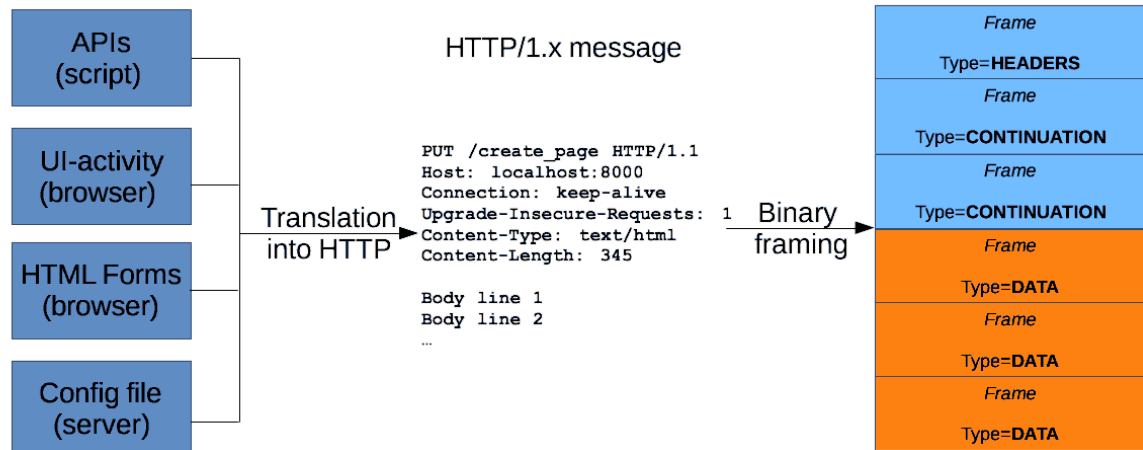 APIs
(script)
UI-activity
(browser)
HTML Forms
(browser)
Config file
(server)
Translation
into HTTP
HTTP/1.x message
PUT /create_page HTTP/1.1
Host: localhost:8000
Connection: keep-alive
Upgrade-Insecure-Requests: 1
Content-Type: text/html
Content-Length: 345
Body line 1
Body line 2
…
Binary
framing
Frame
Type=HEADERS
Frame
Type=CONTINUATION
Frame
Type=CONTINUATION
Frame
Type=DATA
Frame
Type=DATA
Frame
Type=DATA